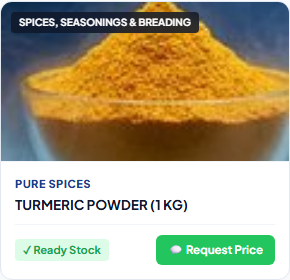 SPICES, SEASONINGS & BREADING
PURE SPICES
TURMERIC POWDER (1 KG)
✓ Ready Stock
Request Price